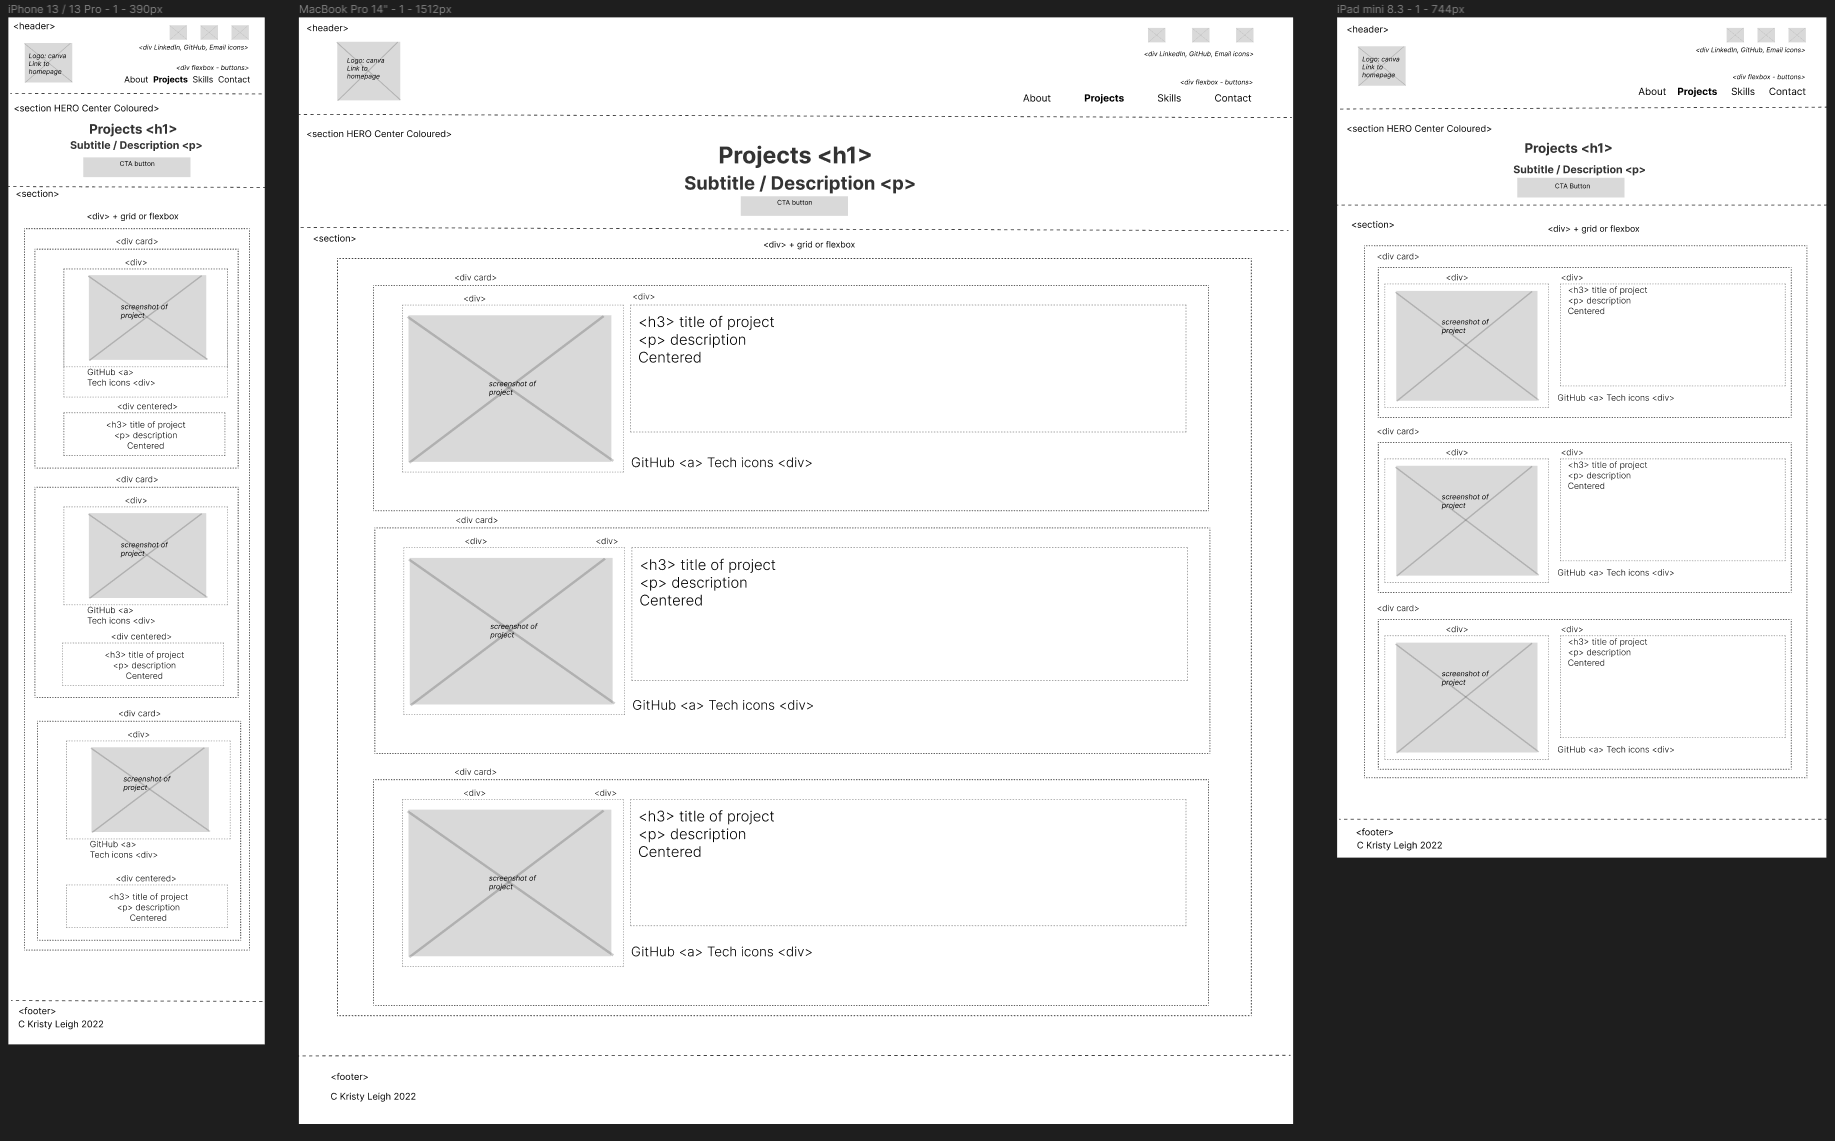 iPhone 13 / 13 Pro - 1 - 390px
<header>
Logo: canva
Link to
homepage
<div LinkedIn, GitHub, Email icons>
<div flexbox - buttons>
About Projects Skills Contact
<section HERO Center Coloured>
Projects <h1>
Subtitle / Description <p>
CTA button
<section>
<div> + grid or flexbox
<div card>
<div>
screenshot of
project
GitHub <a>
Tech icons <div>
<div centered>
<h3> title of project
<p> description
Centered
<div card>
<div>
screenshot of
project
GitHub <a>
Tech icons <div>
<div centered>
<h3> title of project
<p> description
Centered
<div card>
<div>
screenshot of
project
GitHub <a>
Tech icons <div>
<div centered>
<h3> title of project
<p> description
Centered
<footer>
C Kristy Leigh 2022
MacBook Pro 14" - 1 - 1512px
<header>
Logo: canva
Link to
homepage
<div LinkedIn, GitHub, Email icons>
<div flexbox - buttons>
About Projects Skills Contact
<section HERO Center Coloured>
Projects <h1>
Subtitle / Description <p>
CTA button
<section>
<div> + grid or flexbox
<div card>
<div>
<div>
screenshot of
project
<h3> title of project
<p> description
Centered
GitHub <a> Tech icons <div>
<div card>
<div>
<div>
screenshot of
project
<h3> title of project
<p> description
Centered
GitHub <a> Tech icons <div>
<div card>
<div>
<div>
screenshot of
project
<h3> title of project
<p> description
Centered
GitHub <a> Tech icons <div>
<footer>
C Kristy Leigh 2022
iPad mini 8.3 - 1 - 744px
<header>
Logo: canva
Link to
homepage
<div LinkedIn, GitHub, Email icons>
<div flexbox - buttons>
About Projects Skills Contact
<section HERO Center Coloured>
Projects <h1>
Subtitle / Description <p>
CTA Button
<section>
<div> + grid or flexbox
<div card>
<div>
<div>
screenshot of
project
<h3> title of project
<p> description
Centered
GitHub <a> Tech icons <div>
<div card>
<div>
<div>
screenshot of
project
<h3> title of project
<p> description
Centered
GitHub <a> Tech icons <div>
<div card>
<div>
<div>
screenshot of
project
<h3> title of project
<p> description
Centered
GitHub <a> Tech icons <div>
<footer>
C Kristy Leigh 2022